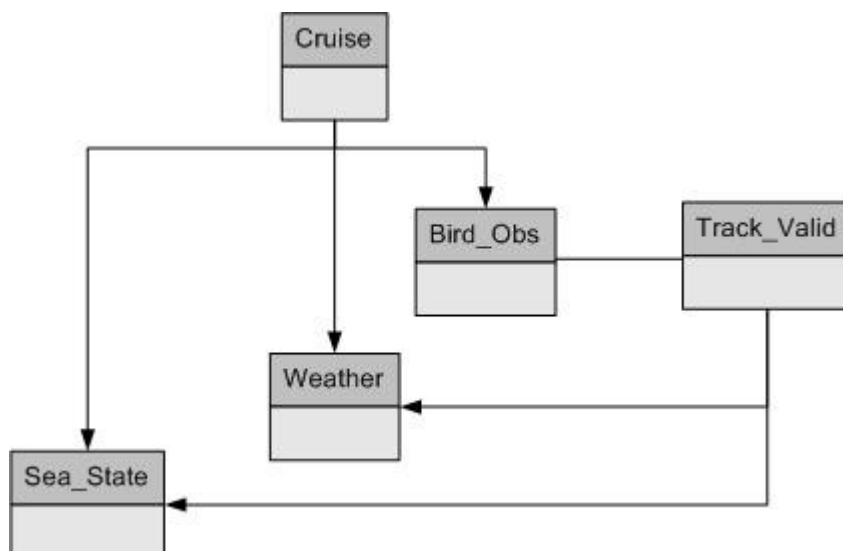 Cruise
Bird_Obs
Track_Valid
Weather
Sea_State